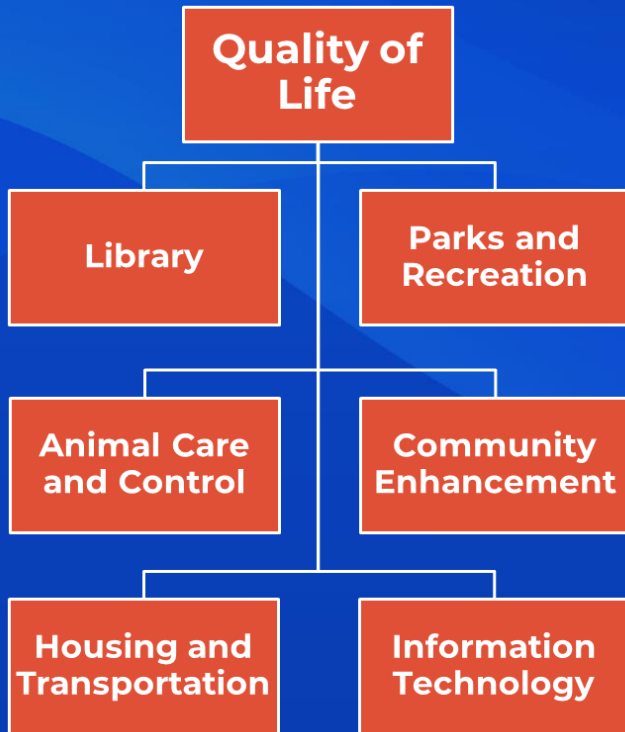 Quality of
Life
Library
Parks and
Recreation
Animal Care
and Control
Community
Enhancement
Housing and
Transportation
Information
Technology